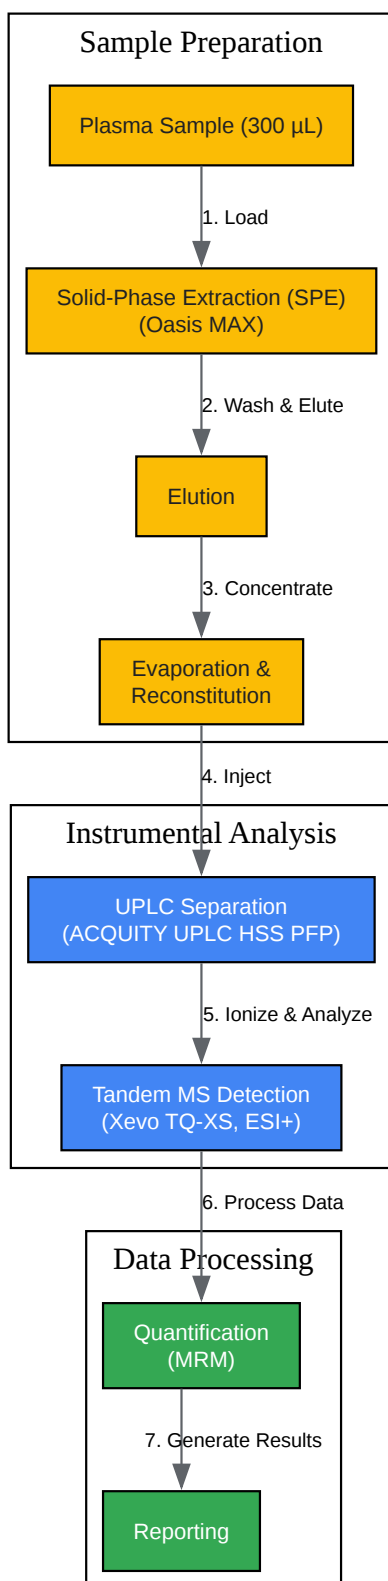 Sample Preparation
Plasma Sample (300 µL)
1. Load
Solid-Phase Extraction (SPE)
(Oasis MAX)
2. Wash & Elute
Elution
3. Concentrate
Evaporation &
Reconstitution
4. Inject
Instrumental Analysis
UPLC Separation
(ACQUITY UPLC HSS PFP)
5. Ionize & Analyze
Tandem MS Detection
(Xevo TQ-XS, ESI+)
6. Process Data
Data Processing
Quantification
(MRM)
7. Generate Results
Reporting